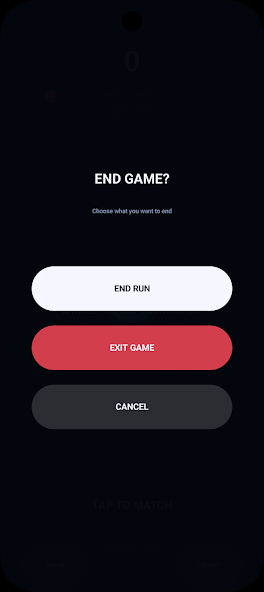 0
END GAME?
Choose what you want to end
END RUN
EXIT GAME
CANCEL
TAP TO MATCH